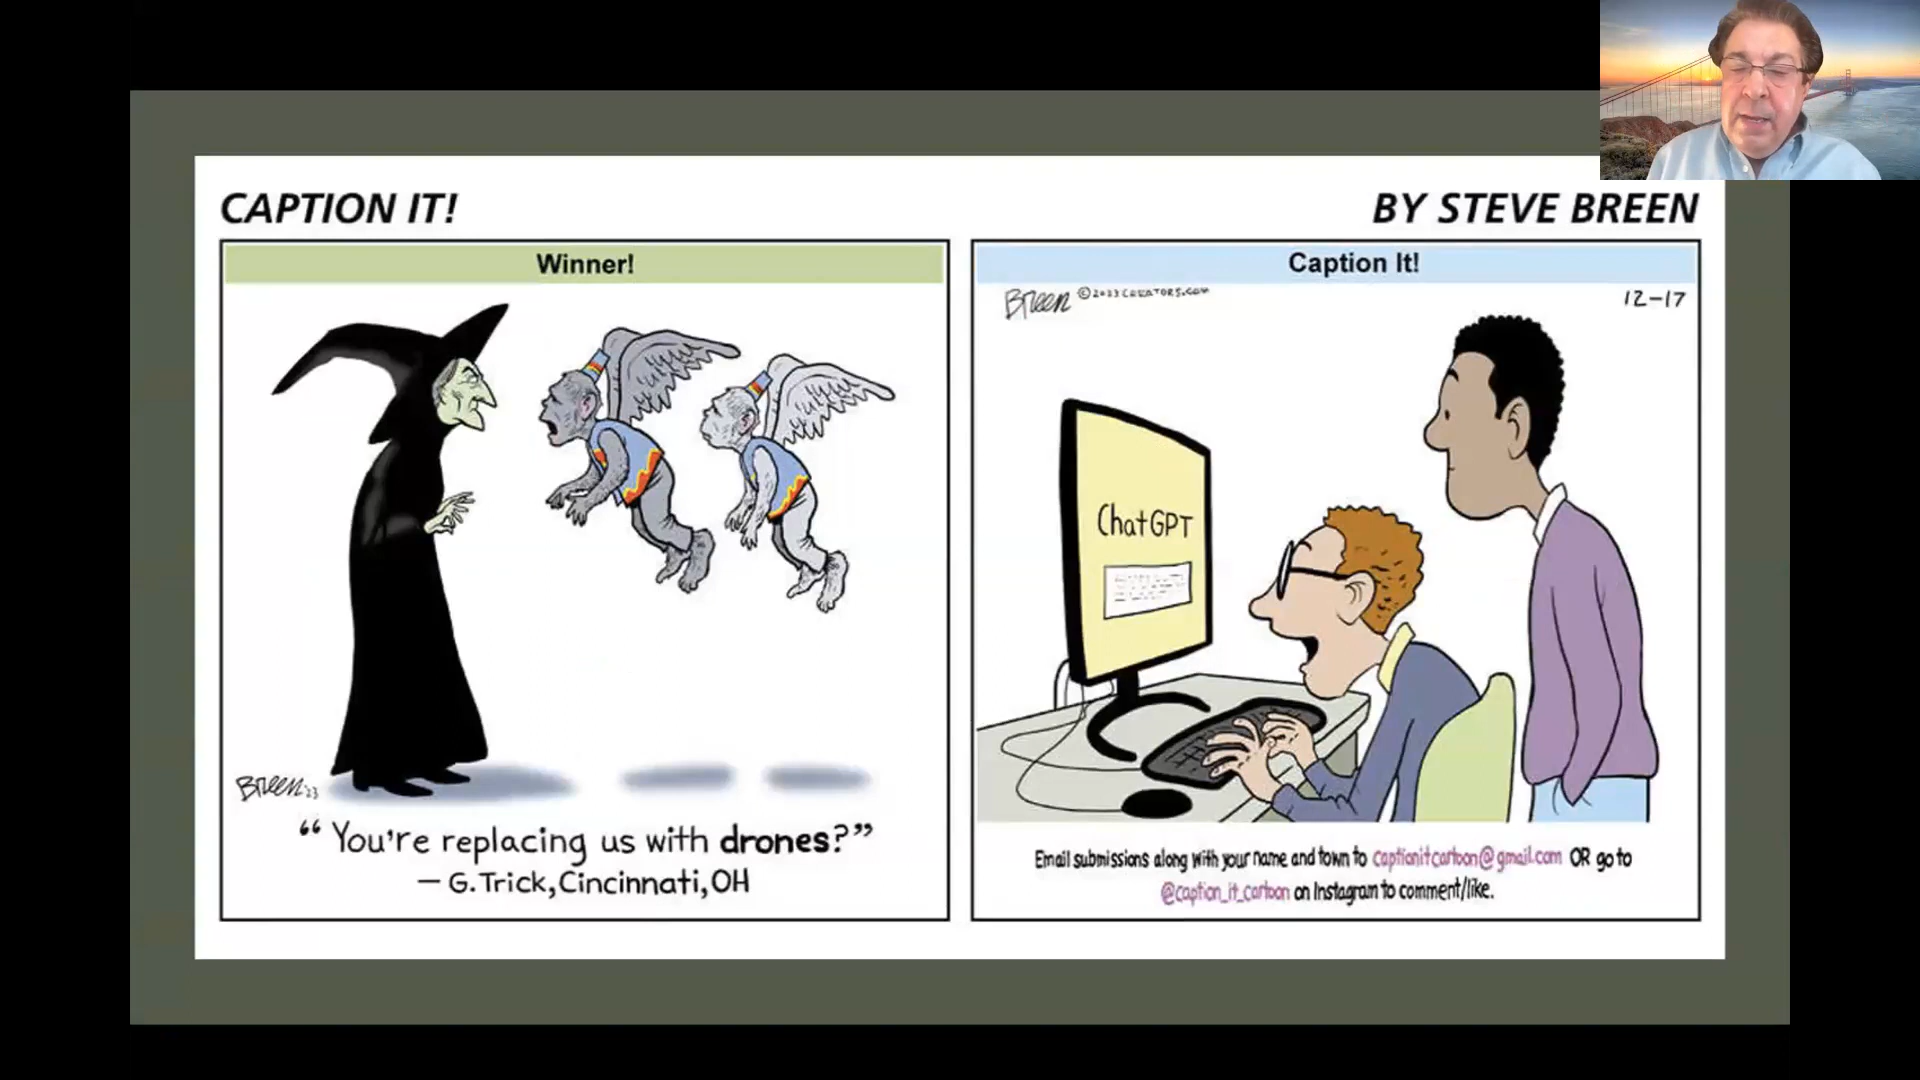 CAPTION IT!
BY STEVE BREEN
Winner!
Breen '23
“ You're replacing us with drones?”
— G. Trick, Cincinnati, OH
Caption It!
Breen ©2023 CREATORS.COM
12-17
ChatGPT
Email submissions along with your name and town to captionitcartoon@gmail.com OR go to
@caption_it_cartoon on Instagram to comment/like.